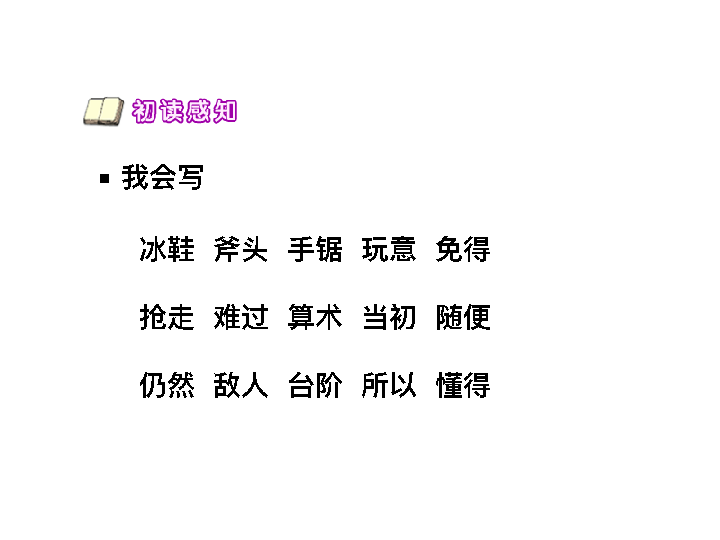 初读感知
▪ 我会写
冰鞋 斧头 手锯 玩意 免得
抢走 难过 算术 当初 随便
仍然 敌人 台阶 所以 懂得